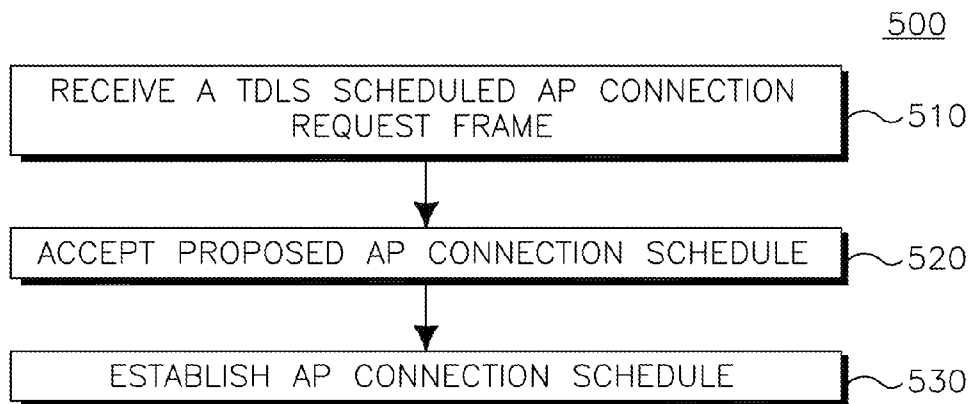 500
RECEIVE A TDLS SCHEDULED AP CONNECTION
REQUEST FRAME
510
ACCEPT PROPOSED AP CONNECTION SCHEDULE
520
ESTABLISH AP CONNECTION SCHEDULE
530